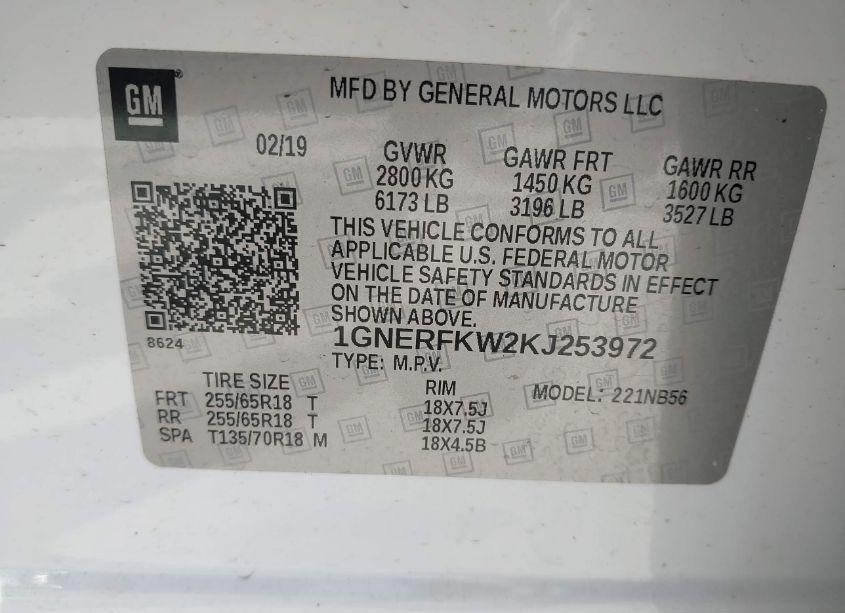 GM
MFD BY GENERAL MOTORS LLC
02/19
GVWR GAWR FRT GAWR RR
2800 KG 1450 KG 1600 KG
6173 LB 3196 LB 3527 LB
THIS VEHICLE CONFORMS TO ALL
APPLICABLE U.S. FEDERAL MOTOR
VEHICLE SAFETY STANDARDS IN EFFECT
ON THE DATE OF MANUFACTURE
SHOWN ABOVE.
8624
1GNERFKW2KJ253972
TYPE: M.P.V.
TIRE SIZE RIM MODEL: 221NB56
FRT 255/65R18 T 18X7.5J
RR 255/65R18 T 18X7.5J
SPA T135/70R18 M 18X4.5B